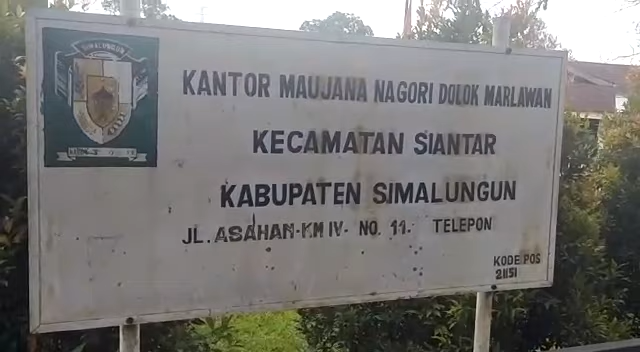 SIMALUNGUN
KANTOR MAUJANA NAGORI DOLOK MARLAWAN
KECAMATAN SIANTAR
KABUPATEN SIMALUNGUN
JL. ASAHAN-KM IV- NO. 11. TELEPON
KODE POS
21151